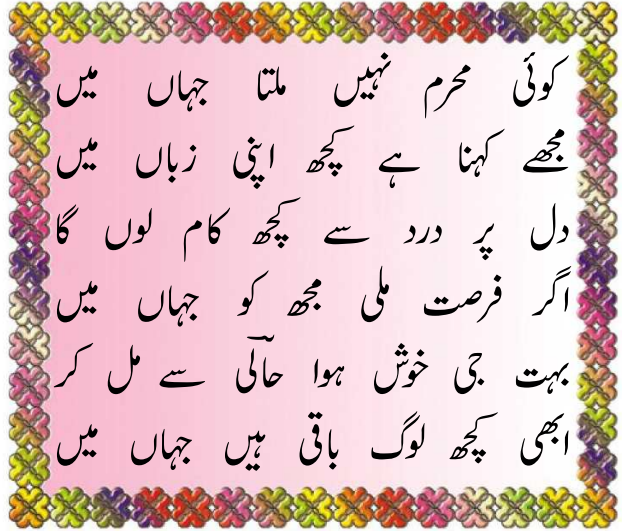 کوئی محرم نہیں ملتا جہاں میں
مجھے کہنا ہے کچھ اپنی زباں میں
دل پر درد سے کچھ کام لوں گا
اگر فرصت ملی مجھ کو جہاں میں
بہت جی خوش ہوا حالؔی سے مل کر
ابھی کچھ لوگ باقی ہیں جہاں میں